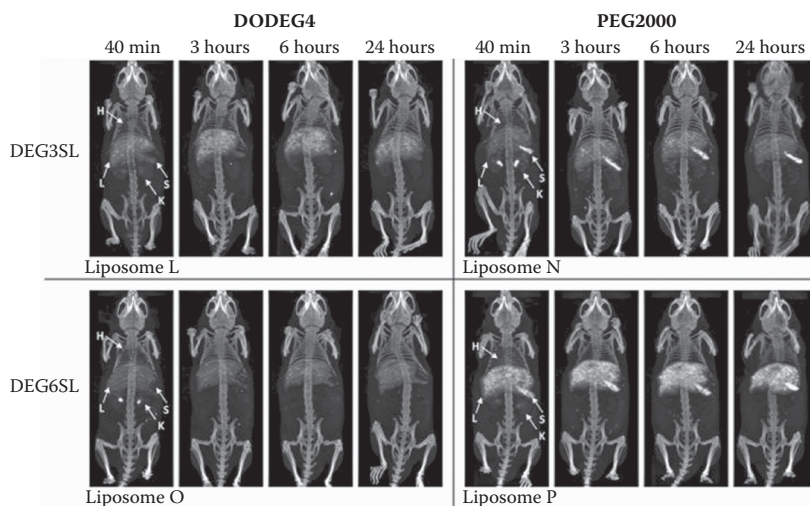 DODEG4 PEG2000
40 min 3 hours 6 hours 24 hours 40 min 3 hours 6 hours 24 hours
DEG3SL
H
L
S
K
H
L
S
K
Liposome L Liposome N
DEG6SL
H
L
S
K
H
L
S
K
Liposome O Liposome P